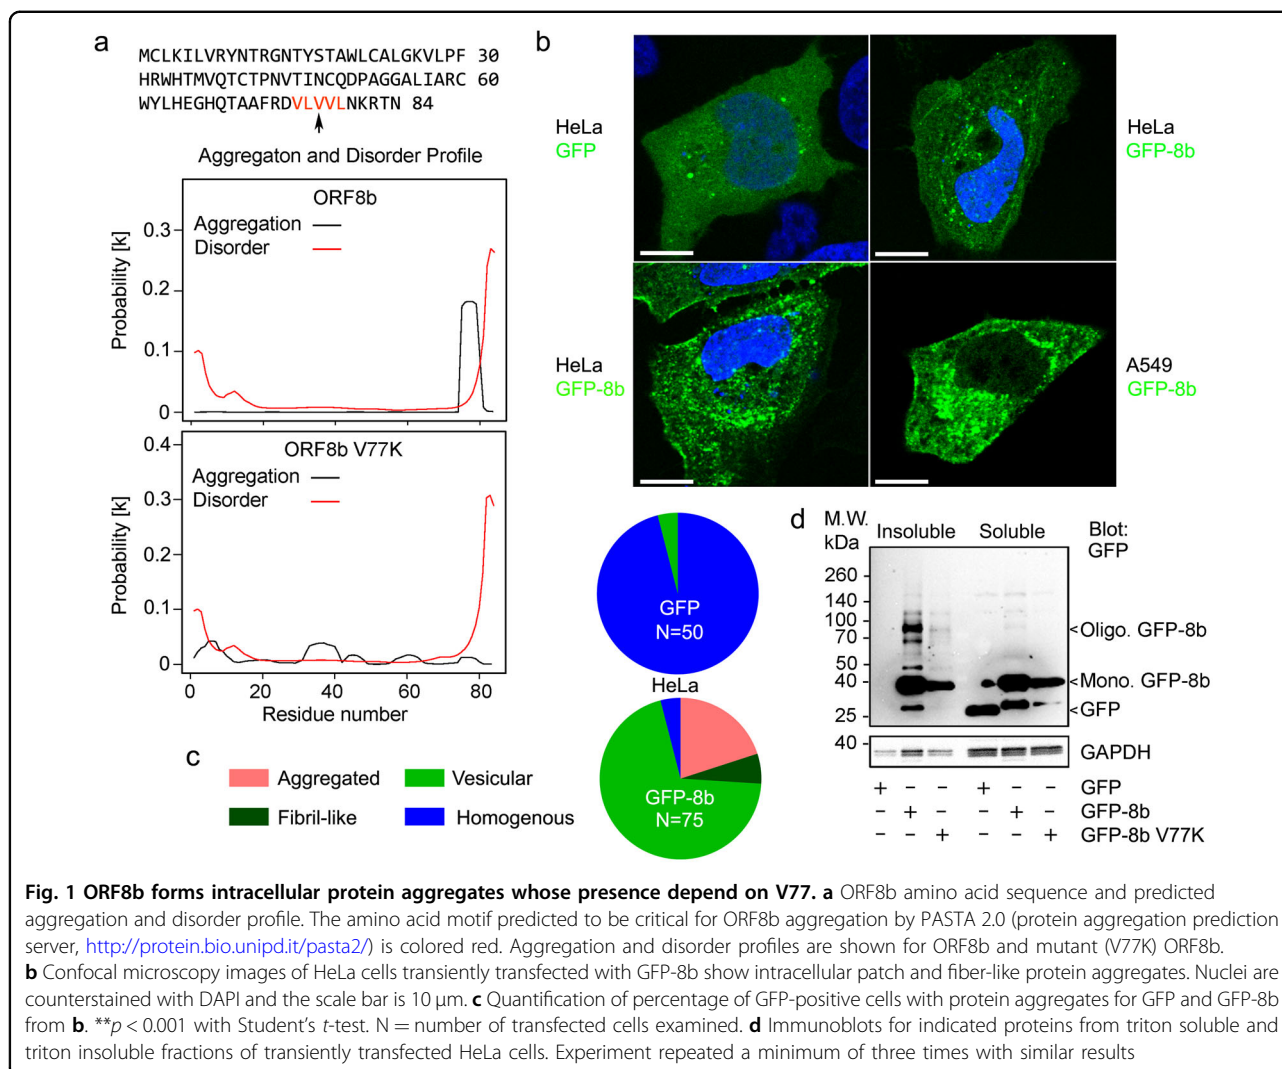 a
MCLKILVRYNTRGNTYSTAWLCALGKVLPF 30
HRWHTMVQTCTPNVTINCQDPAGGALIARC 60
WYLHEGHQTAAFRDVLVVLNKRTN 84
Aggregaton and Disorder Profile
ORF8b
Aggregation
Disorder
Probability [k]
0.3
0.2
0.1
0
ORF8b V77K
Aggregation
Disorder
Probability [k]
0.4
0.3
0.2
0.1
0
0 20 40 60 80
Residue number
b
HeLa
GFP
HeLa
GFP-8b
HeLa
GFP-8b
A549
GFP-8b
c
Aggregated
Vesicular
Fibril-like
Homogenous
GFP
N=50
HeLa
GFP-8b
N=75
d
M.W.
kDa
Insoluble Soluble
Blot:
GFP
260
140
100
70
50
40
25
40
<Oligo. GFP-8b
<Mono. GFP-8b
<GFP
GAPDH
+ − − + − − GFP
− + − − + − GFP-8b
− − + − − + GFP-8b V77K
Fig. 1 ORF8b forms intracellular protein aggregates whose presence depend on V77. a ORF8b amino acid sequence and predicted
aggregation and disorder profile. The amino acid motif predicted to be critical for ORF8b aggregation by PASTA 2.0 (protein aggregation prediction
server, http://protein.bio.unipd.it/pasta2/) is colored red. Aggregation and disorder profiles are shown for ORF8b and mutant (V77K) ORF8b.
b Confocal microscopy images of HeLa cells transiently transfected with GFP-8b show intracellular patch and fiber-like protein aggregates. Nuclei are
counterstained with DAPI and the scale bar is 10 μm. c Quantification of percentage of GFP-positive cells with protein aggregates for GFP and GFP-8b
from b. **p < 0.001 with Student's t-test. N = number of transfected cells examined. d Immunoblots for indicated proteins from triton soluble and
triton insoluble fractions of transiently transfected HeLa cells. Experiment repeated a minimum of three times with similar results